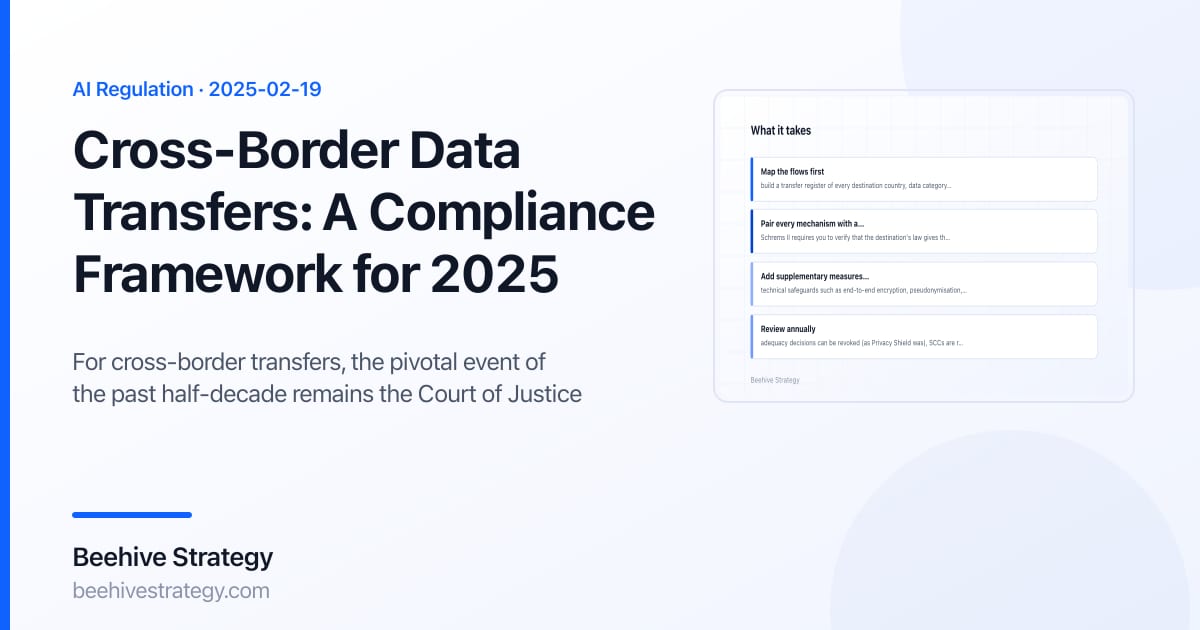 AI Regulation · 2025-02-19
Cross-Border Data
Transfers: A Compliance
Framework for 2025
For cross-border transfers, the pivotal event of
the past half-decade remains the Court of Justice
Beehive Strategy
beehivestrategy.com
What it takes
Map the flows first
build a transfer register of every destination country, data category...
Pair every mechanism with a...
Schrems II requires you to verify that the destination's law gives th...
Add supplementary measures...
technical safeguards such as end-to-end encryption, pseudonymisation,...
Review annually
adequacy decisions can be revoked (as Privacy Shield was), SCCs are r...
Beehive Strategy